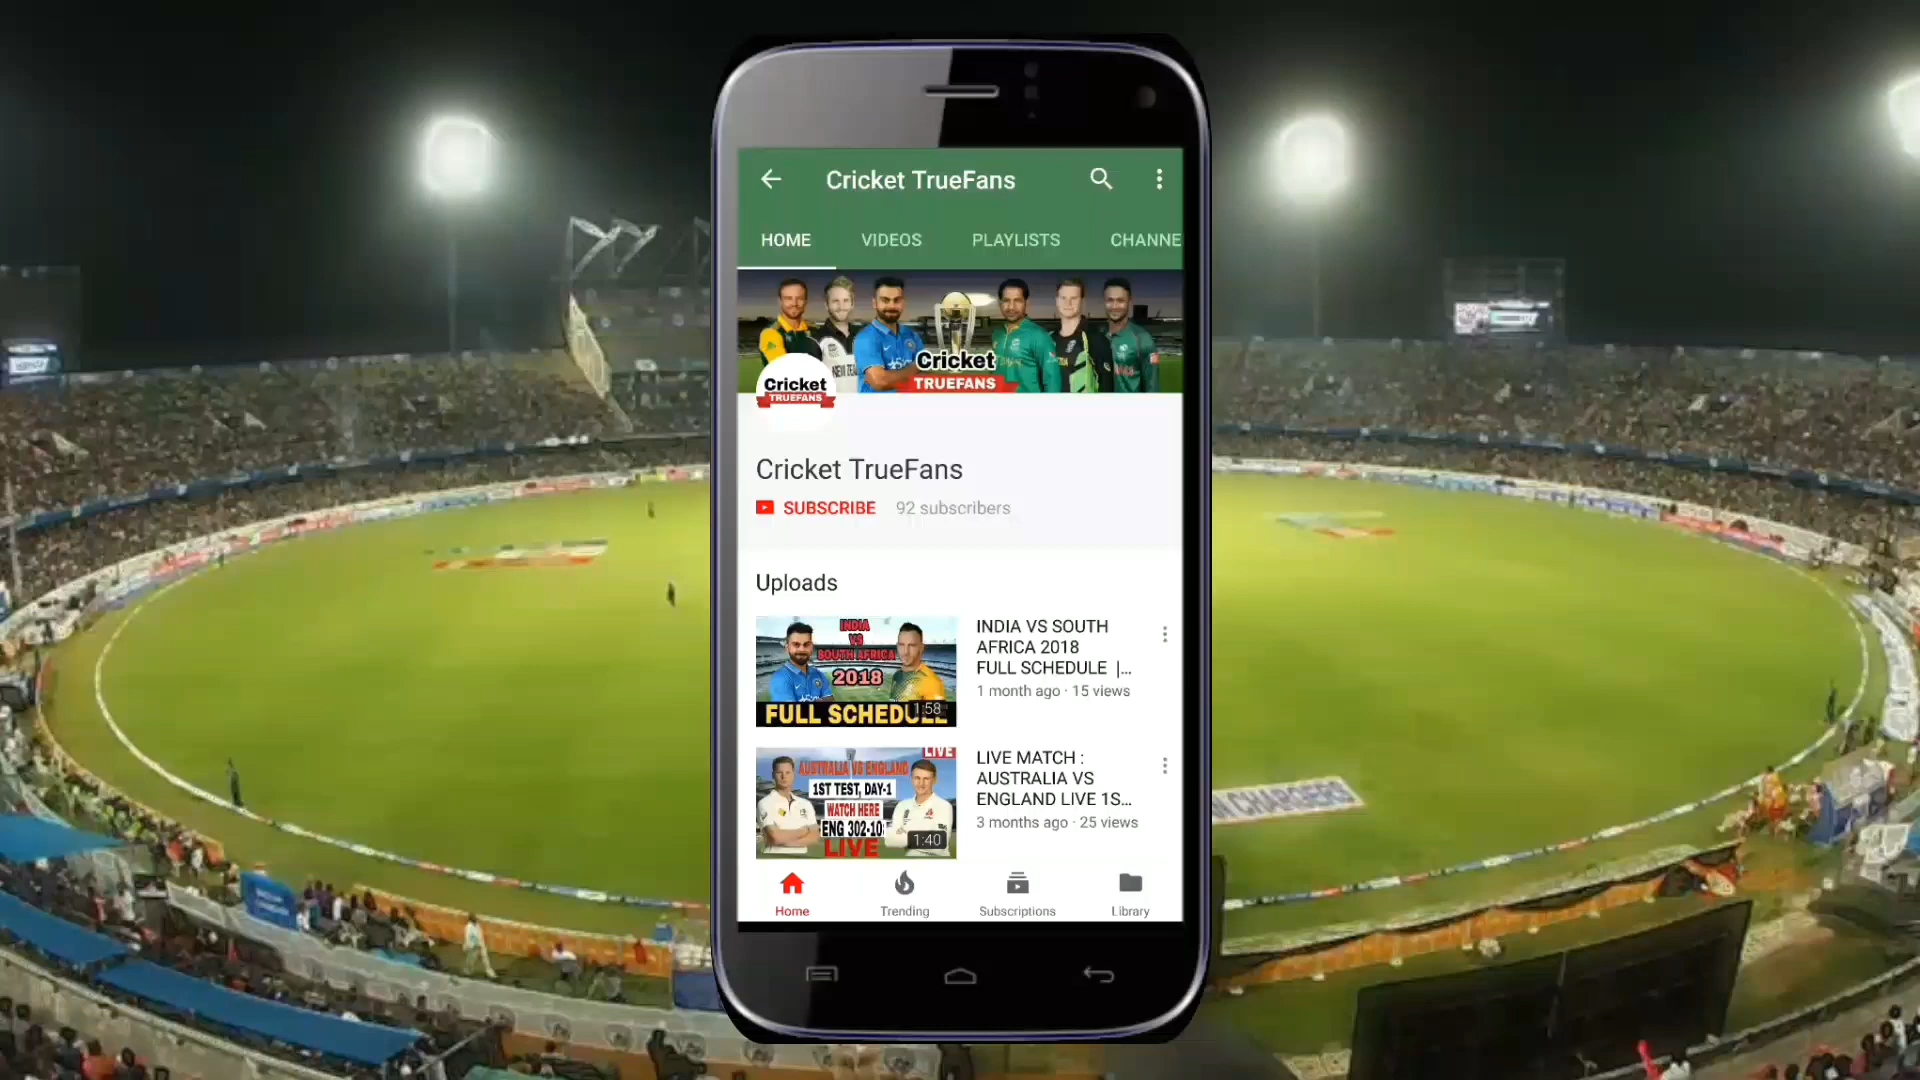 Cricket TrueFans
HOME VIDEOS PLAYLISTS CHANNE
Cricket
TRUEFANS
Cricket
TRUEFANS
Cricket TrueFans
SUBSCRIBE 92 subscribers
Uploads
INDIA
VS
SOUTH AFRICA
2018
FULL SCHEDULE
1:58
INDIA VS SOUTH
AFRICA 2018
FULL SCHEDULE |...
1 month ago · 15 views
LIVE
AUSTRALIA VS ENGLAND
1ST TEST, DAY-1
WATCH HERE
ENG 302-10
LIVE
1:40
LIVE MATCH :
AUSTRALIA VS
ENGLAND LIVE 1S...
3 months ago · 25 views
Home Trending Subscriptions Library
CHARGERS